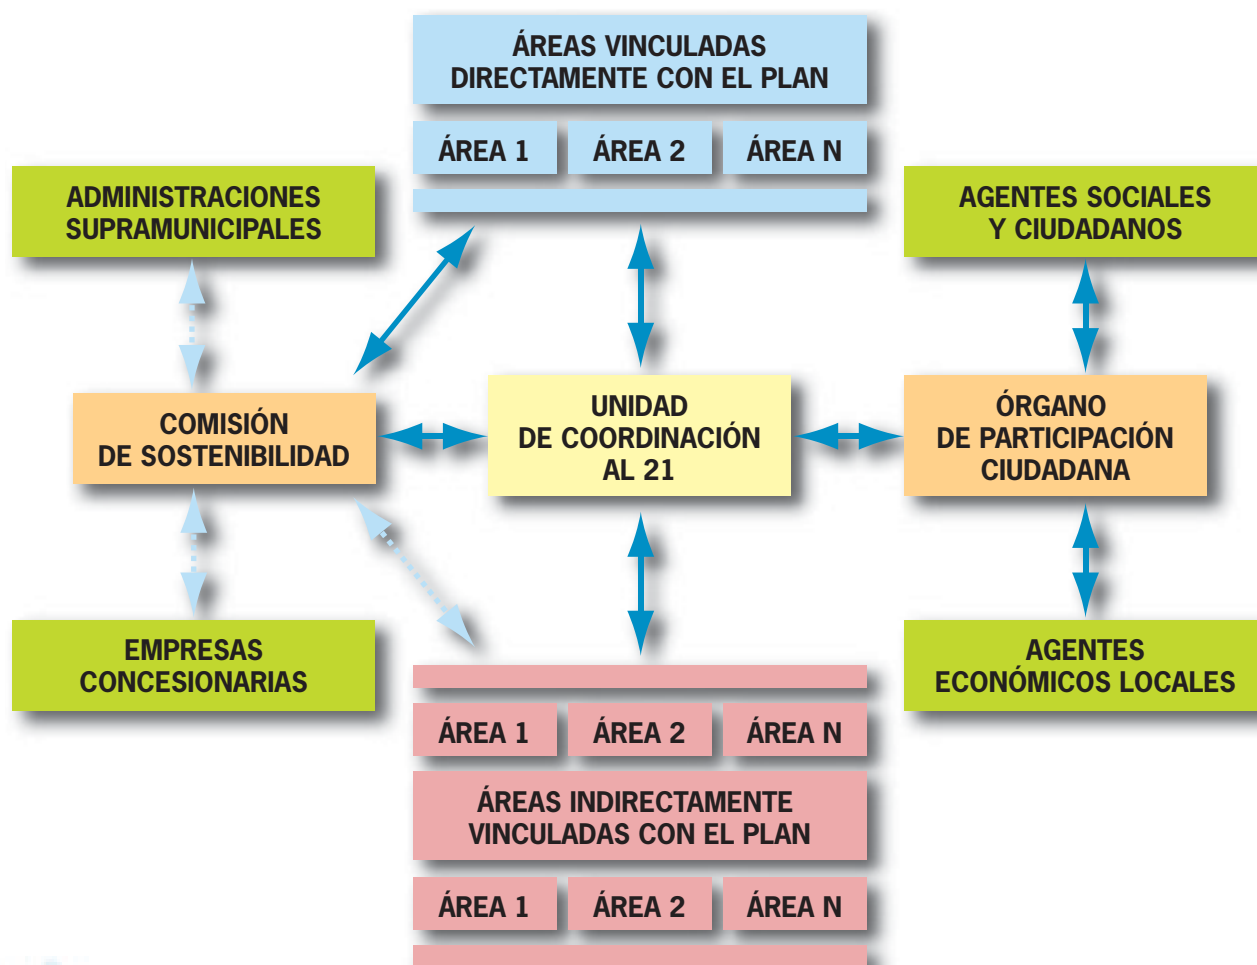 ÁREAS VINCULADAS
DIRECTAMENTE CON EL PLAN
ÁREA 1
ÁREA 2
ÁREA N
ADMINISTRACIONES
SUPRAMUNICIPALES
AGENTES SOCIALES
Y CIUDADANOS
COMISIÓN
DE SOSTENIBILIDAD
UNIDAD
DE COORDINACIÓN
AL 21
ÓRGANO
DE PARTICIPACIÓN
CIUDADANA
EMPRESAS
CONCESIONARIAS
AGENTES
ECONÓMICOS LOCALES
ÁREA 1
ÁREA 2
ÁREA N
ÁREAS INDIRECTAMENTE
VINCULADAS CON EL PLAN
ÁREA 1
ÁREA 2
ÁREA N